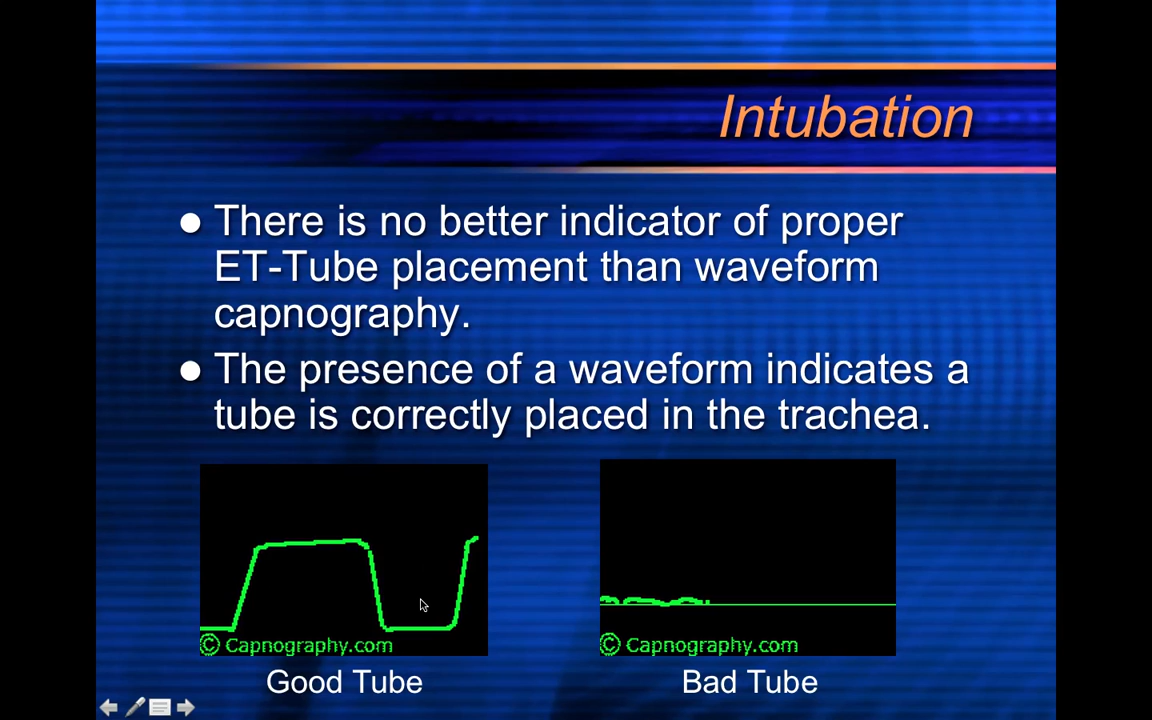 Intubation
● There is no better indicator of proper
ET-Tube placement than waveform
capnography.
● The presence of a waveform indicates a
tube is correctly placed in the trachea.
© Capnography.com
© Capnography.com
Good Tube
Bad Tube